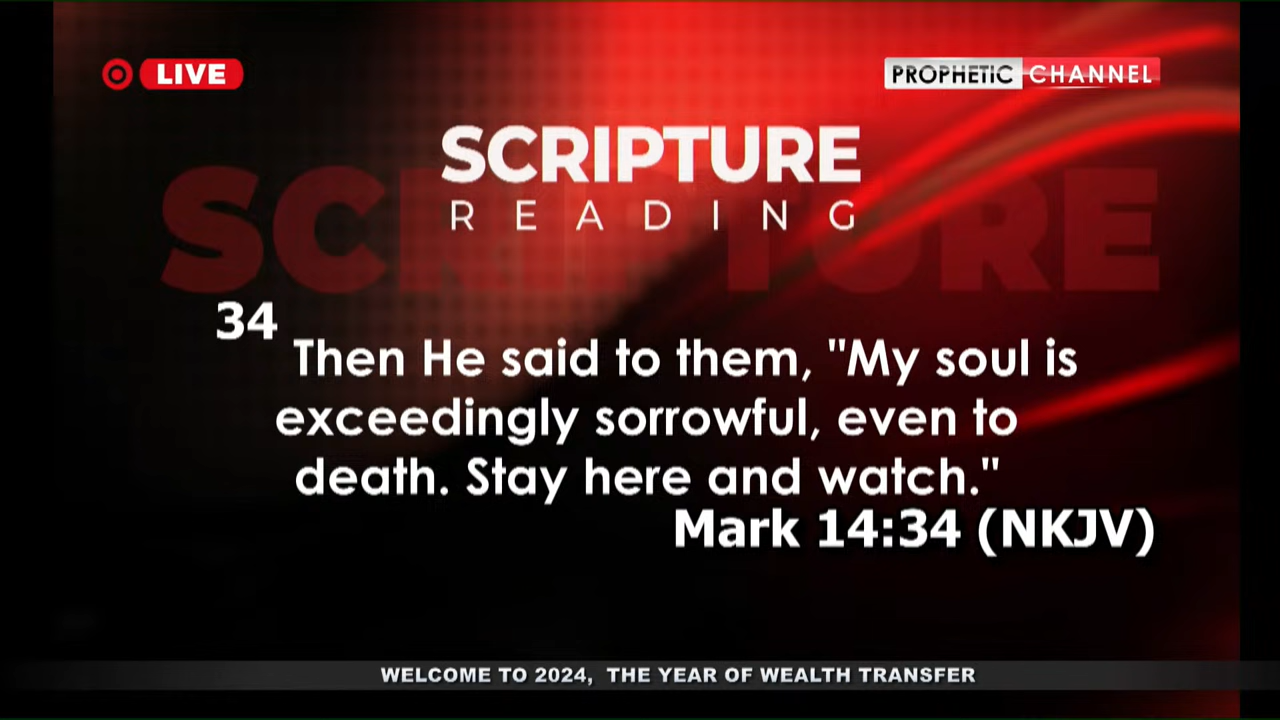 LIVE
PROPHETIC CHANNEL
SCRIPTURE
SCRIPTURE
READING
34
Then He said to them, "My soul is
exceedingly sorrowful, even to
death. Stay here and watch."
Mark 14:34 (NKJV)
WELCOME TO 2024, THE YEAR OF WEALTH TRANSFER